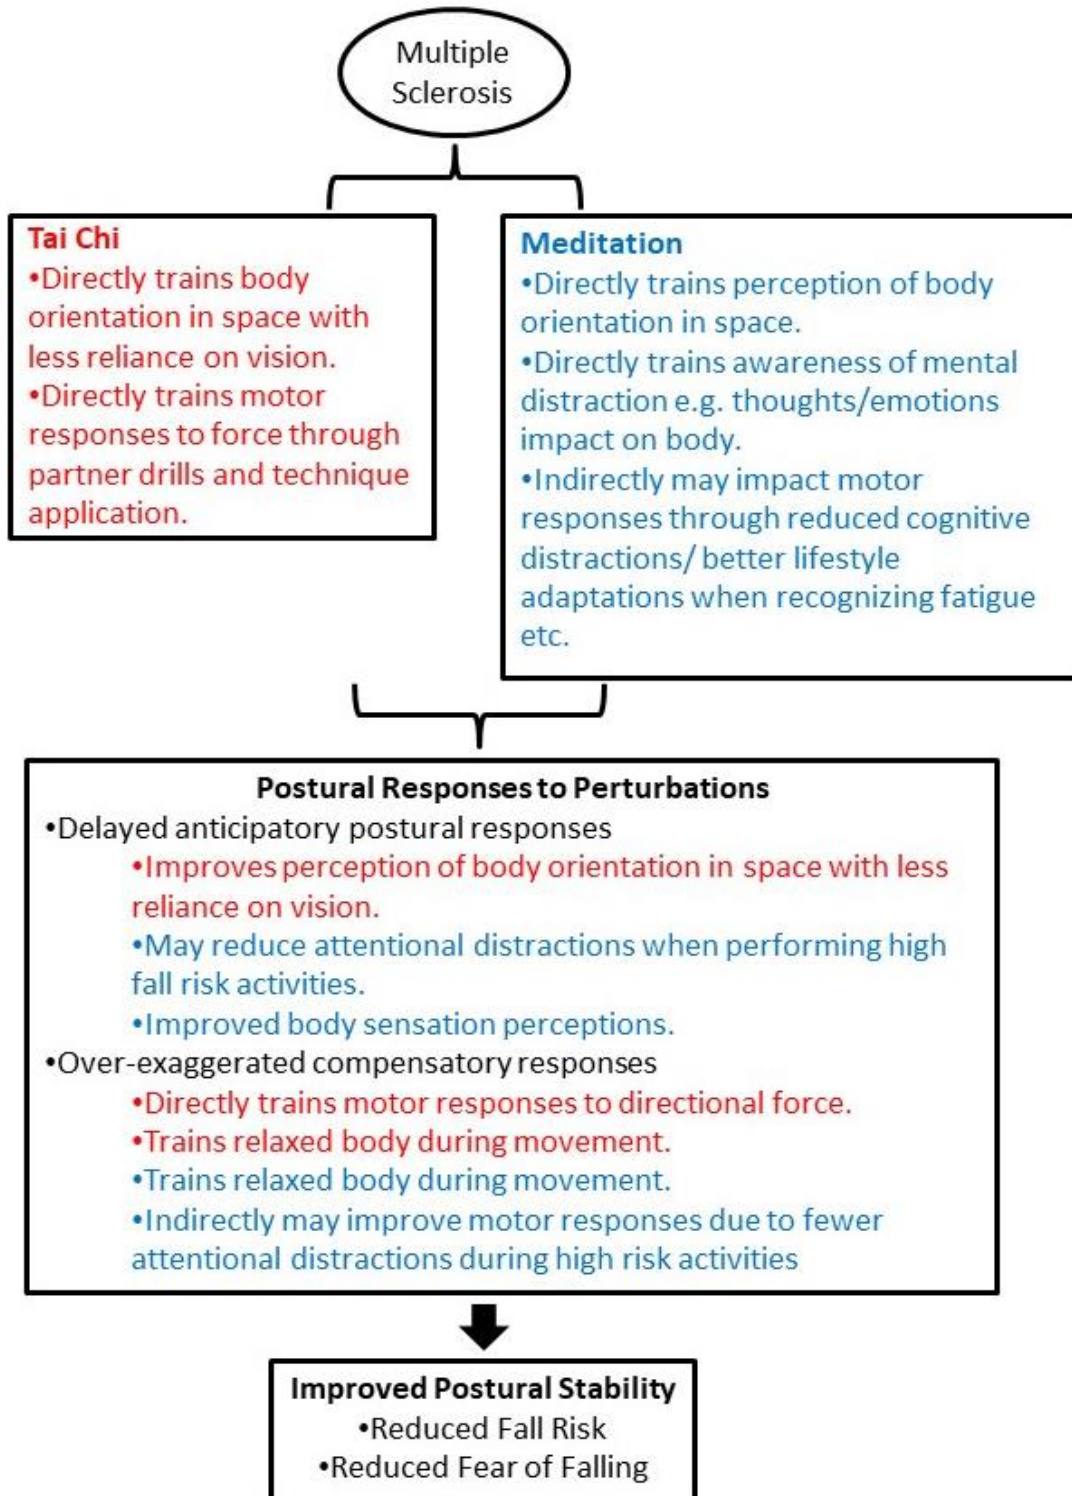 Multiple
Sclerosis
Tai Chi
•Directly trains body
orientation in space with
less reliance on vision.
•Directly trains motor
responses to force through
partner drills and technique
application.
Meditation
•Directly trains perception of body
orientation in space.
•Directly trains awareness of mental
distraction e.g. thoughts/emotions
impact on body.
•Indirectly may impact motor
responses through reduced cognitive
distractions/ better lifestyle
adaptations when recognizing fatigue
etc.
Postural Responses to Perturbations
•Delayed anticipatory postural responses
•Improves perception of body orientation in space with less
reliance on vision.
•May reduce attentional distractions when performing high
fall risk activities.
•Improved body sensation perceptions.
•Over-exaggerated compensatory responses
•Directly trains motor responses to directional force.
•Trains relaxed body during movement.
•Trains relaxed body during movement.
•Indirectly may improve motor responses due to fewer
attentional distractions during high risk activities
Improved Postural Stability
•Reduced Fall Risk
•Reduced Fear of Falling